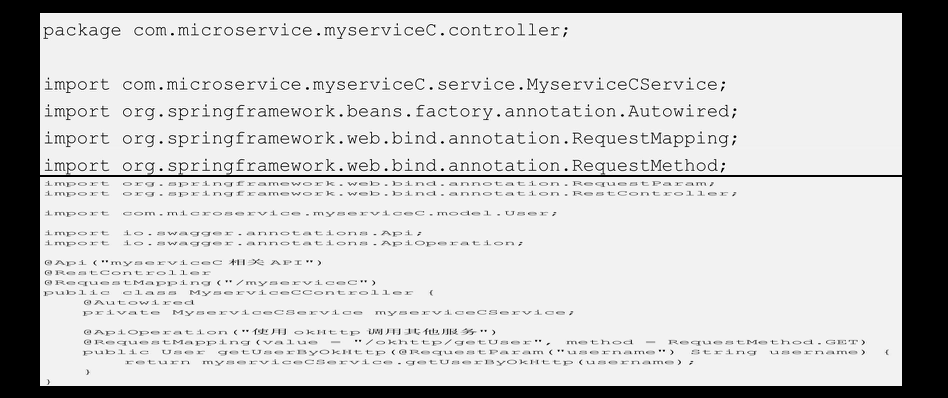 package com.microservice.myserviceC.controller;
import com.microservice.myserviceC.service.MyserviceCService;
import org.springframework.beans.factory.annotation.Autowired;
import org.springframework.web.bind.annotation.RequestMapping;
import org.springframework.web.bind.annotation.RequestMethod;
import org.springframework.web.bind.annotation.RequestParam;
import org.springframework.web.bind.annotation.RestController;
import com.microservice.myserviceC.model.User;
import io.swagger.annotations.Api;
import io.swagger.annotations.ApiOperation;
@Api("myserviceC 相关 API")
@RestController
@RequestMapping("/myserviceC")
public class MyserviceCController {
@Autowired
private MyserviceCService myserviceCService;
@ApiOperation("使用 okHttp 调用其他服务")
@RequestMapping(value = "/okhttp/getUser", method = RequestMethod.GET)
public User getUserByOkHttp(@RequestParam("username") String username) {
return myserviceCService.getUserByOkHttp(username);
}
}